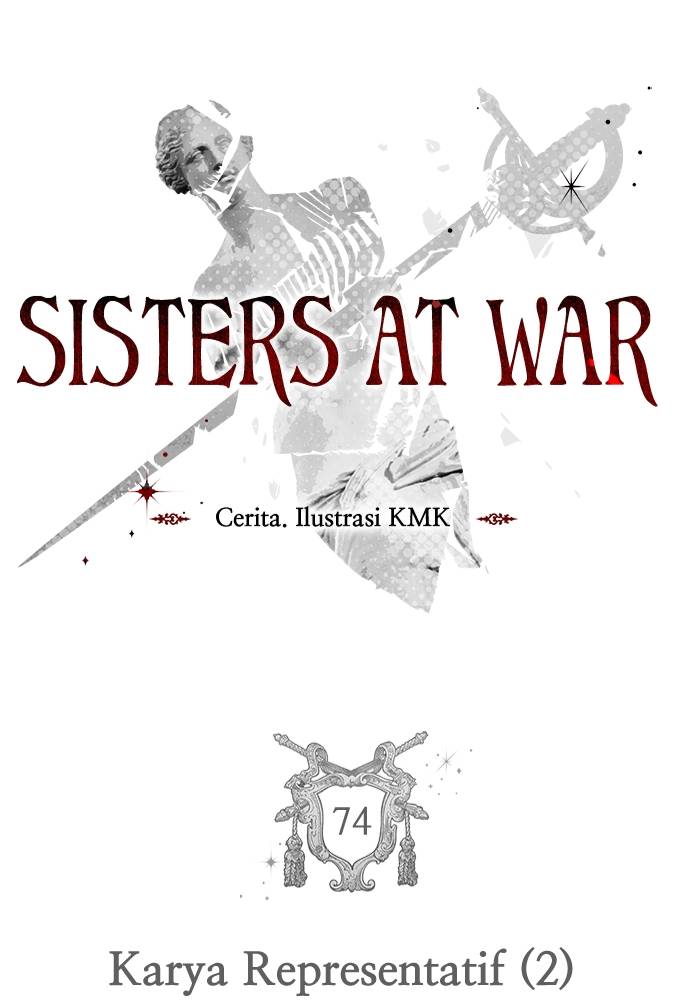 SISTERS AT WAR
Cerita. Ilustrasi KMK
74
Karya Representatif (2)